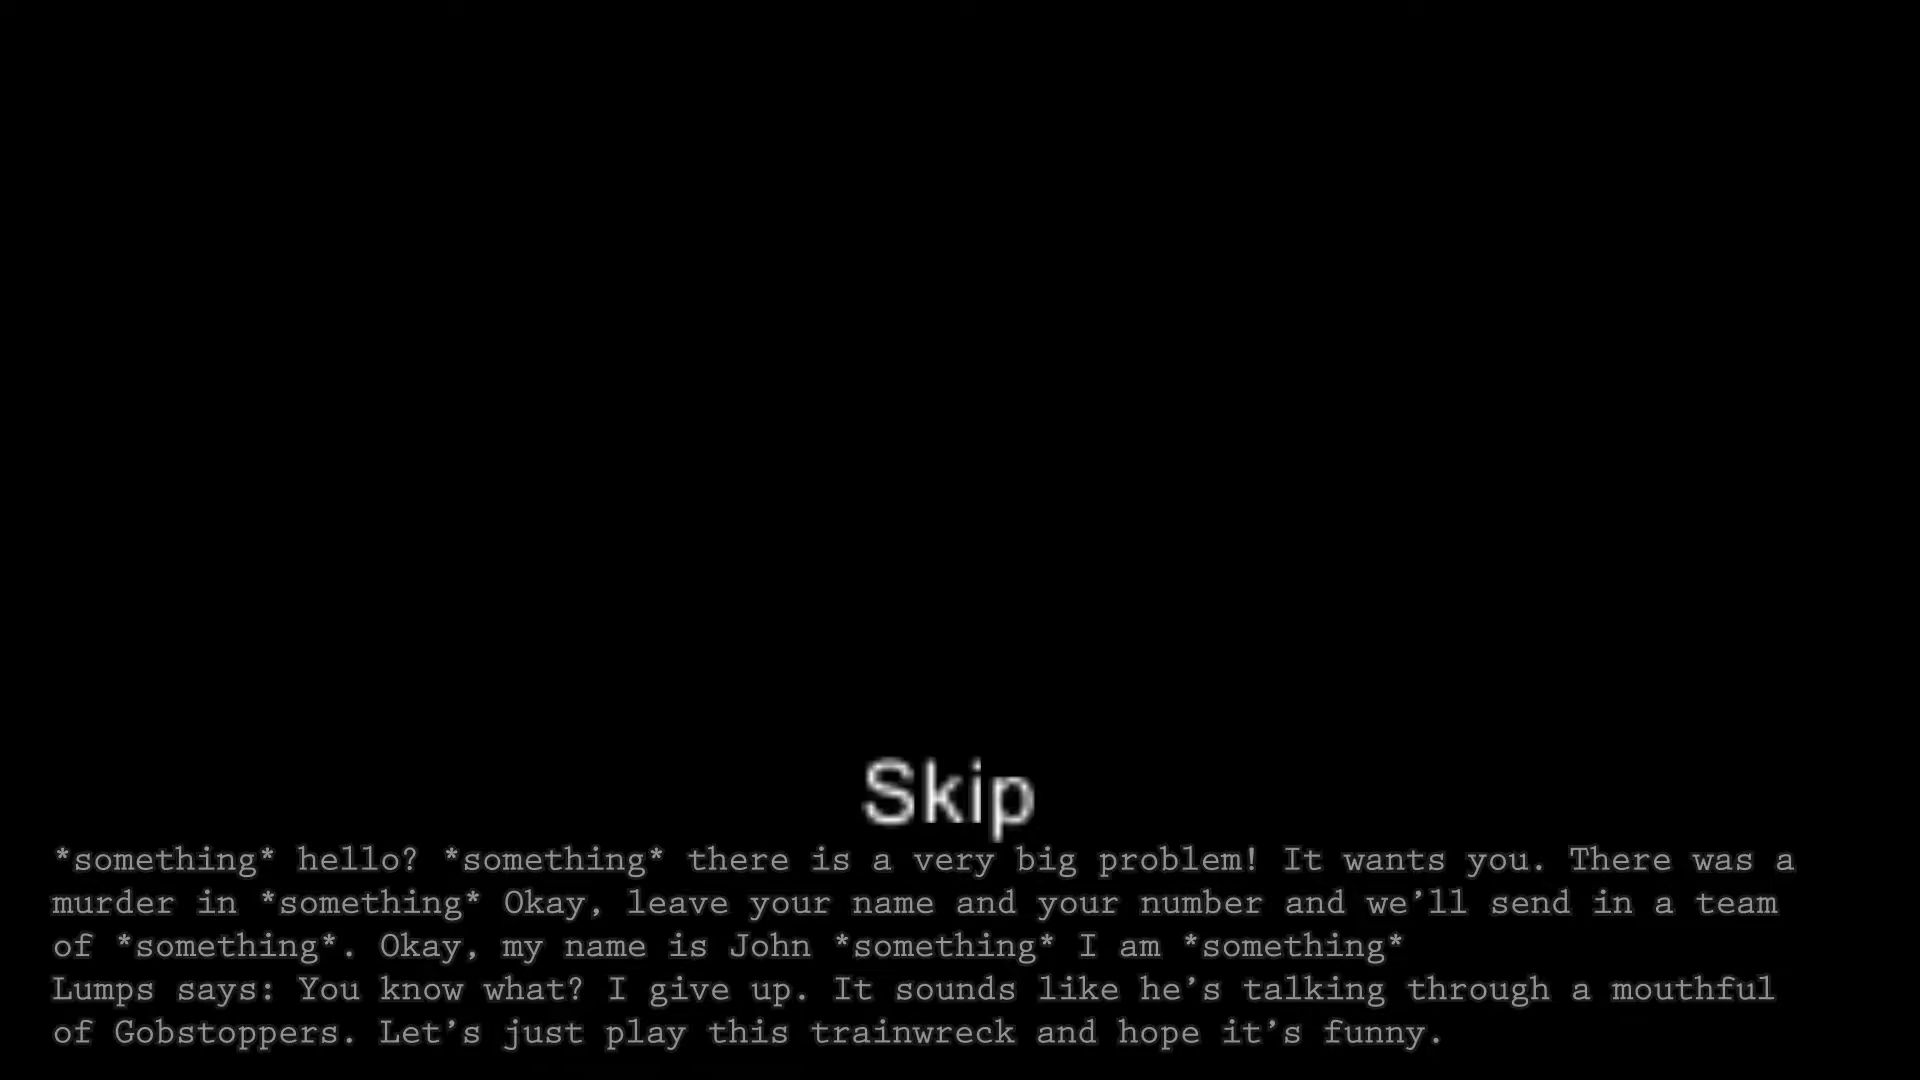 Skip
*something* hello? *something* there is a very big problem! It wants you. There was a
murder in *something* Okay, leave your name and your number and we’ll send in a team
of *something*. Okay, my name is John *something* I am *something*
Lumps says: You know what? I give up. It sounds like he’s talking through a mouthful
of Gobstoppers. Let’s just play this trainwreck and hope it’s funny.